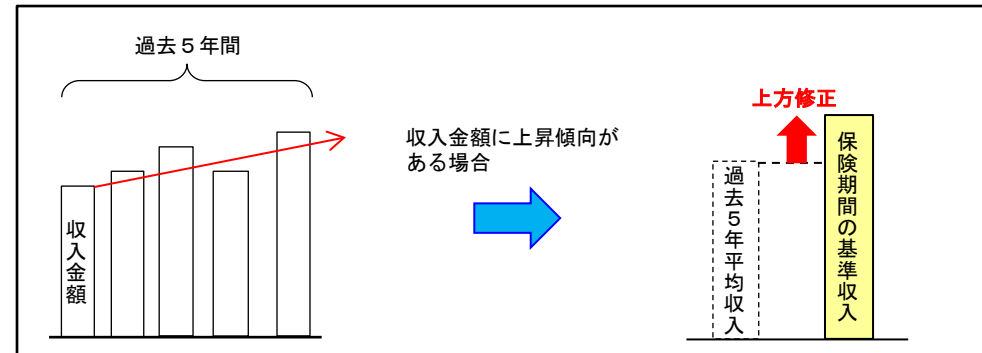 過去５年間
収入金額
収入金額に上昇傾向が
ある場合
上方修正
過去５年平均収入
保険期間の基準収入